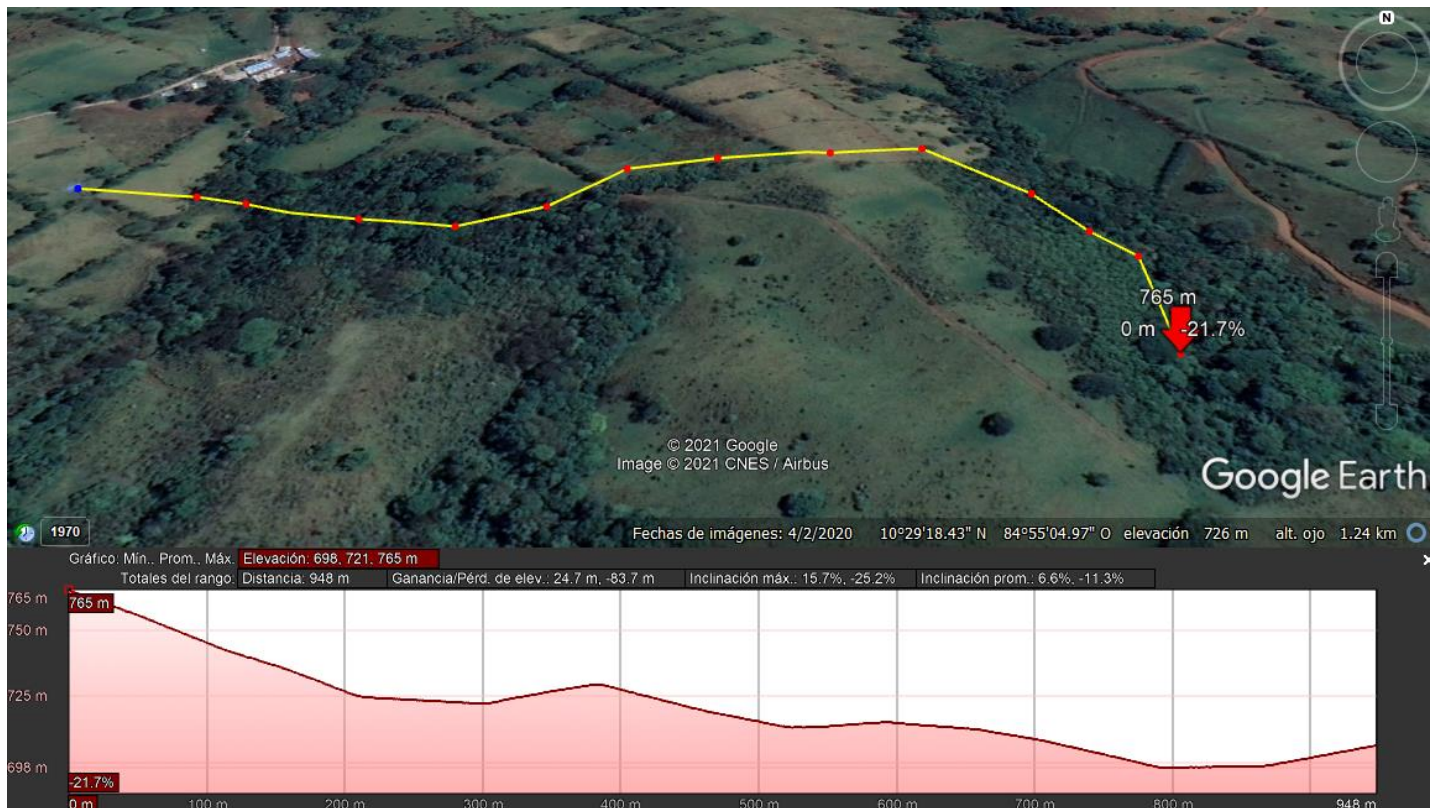 N
765 m
0 m -21.7%
© 2021 Google
Image © 2021 CNES / Airbus
Google Earth
1970
Fechas de imágenes: 4/2/2020 10°29'18.43" N 84°55'04.97" O elevación 726 m alt. ojo 1.24 km
Gráfico: Mín., Prom., Máx. Elevación: 698, 721, 765 m
Totales del rango: Distancia: 948 m Ganancia/Pérd. de elev.: 24.7 m, -83.7 m Inclinación máx.: 15.7%, -25.2% Inclinación prom.: 6.6%, -11.3%
765 m
765 m
750 m
725 m
698 m
-21.7%
0 m 100 m 200 m 300 m 400 m 500 m 600 m 700 m 800 m 948 m